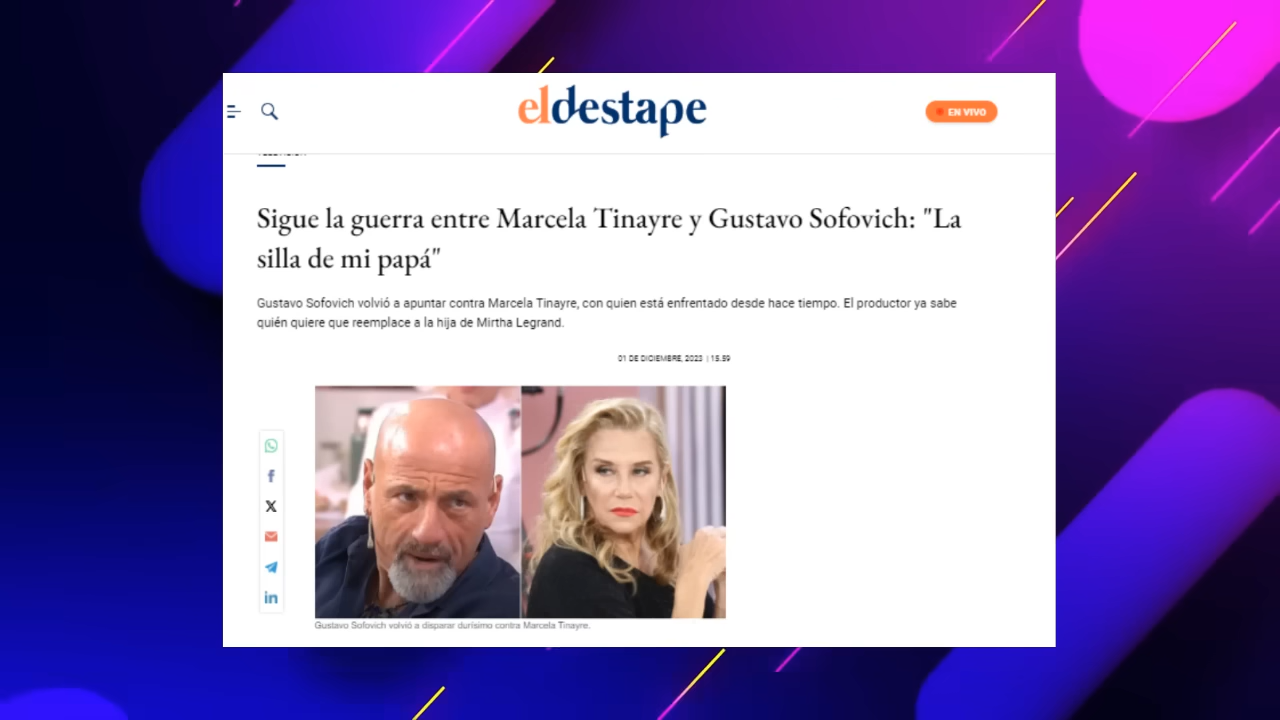 eldestape
EN VIVO
Sigue la guerra entre Marcela Tinayre y Gustavo Sofovich: "La
silla de mi papá"
Gustavo Sofovich volvió a apuntar contra Marcela Tinayre, con quien está enfrentado desde hace tiempo. El productor ya sabe
quién quiere que reemplace a la hija de Mirtha Legrand.
01 DE DICIEMBRE, 2023 | 15.59
Gustavo Sofovich volvió a disparar durísimo contra Marcela Tinayre.